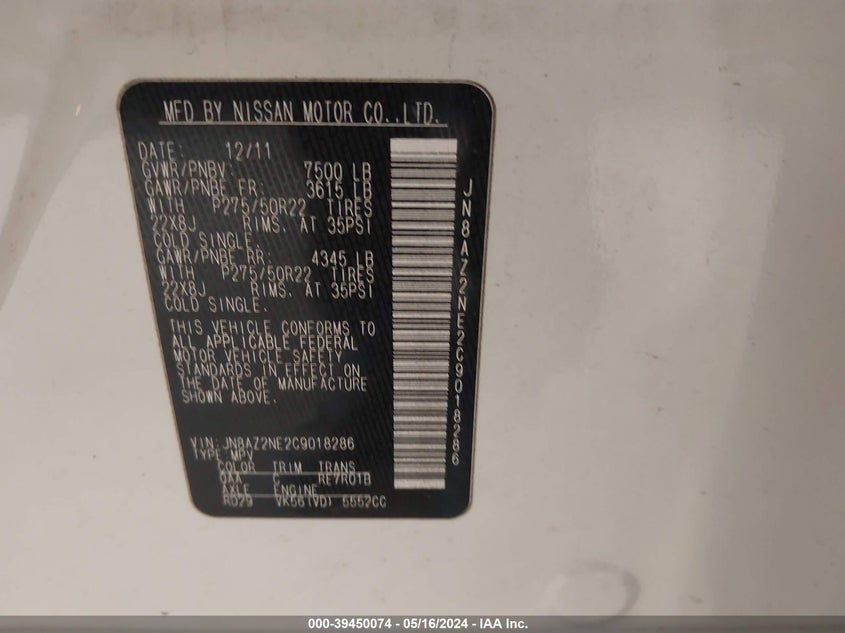 MFD BY NISSAN MOTOR CO.,LTD.
DATE: 12/11
GVWR/PNBV: 7500 LB
GAWR/PNBE FR: 3615 LB
WITH P275/50R22 TIRES
22X8J RIMS. AT 35PSI
COLD SINGLE.
GAWR/PNBE RR: 4345 LB
WITH P275/50R22 TIRES
22X8J RIMS. AT 35PSI
COLD SINGLE.
THIS VEHICLE CONFORMS TO
ALL APPLICABLE FEDERAL
MOTOR VEHICLE SAFETY
STANDARDS IN EFFECT ON
THE DATE OF MANUFACTURE
SHOWN ABOVE.
VIN: JN8AZ2NE2C9018286
TYPE: MPV
COLOR TRIM TRANS
QAA C RE7R01B
AXLE ENGINE
RD29 VK56(VD) 5552CC
JN8AZ2NE2C9018286
000-39450074 - 05/16/2024 - IAA Inc.